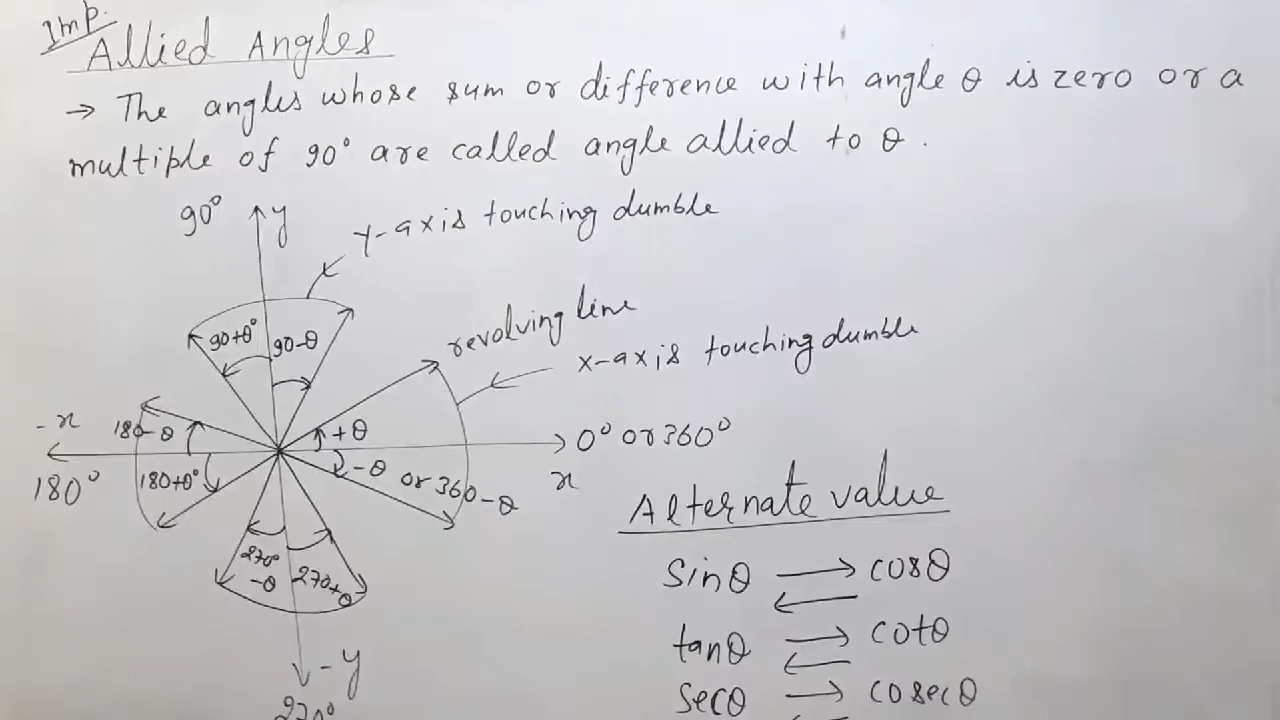 Imp.
Allied Angles
→ The angles whose sum or difference with angle θ is zero or a
multiple of 90° are called angle allied to θ.
90°
y
y-axis touching dumble
revolving line
x-axis touching dumble
90+θ°
90-θ
-x
180-θ
+θ
0° or 360°
180°
180+θ°
-θ or 360-θ
x
270°
-θ
270+θ
-y
270°
Alternate value
sinθ ⇄ cosθ
tanθ ⇄ cotθ
secθ ⇄ cosecθ